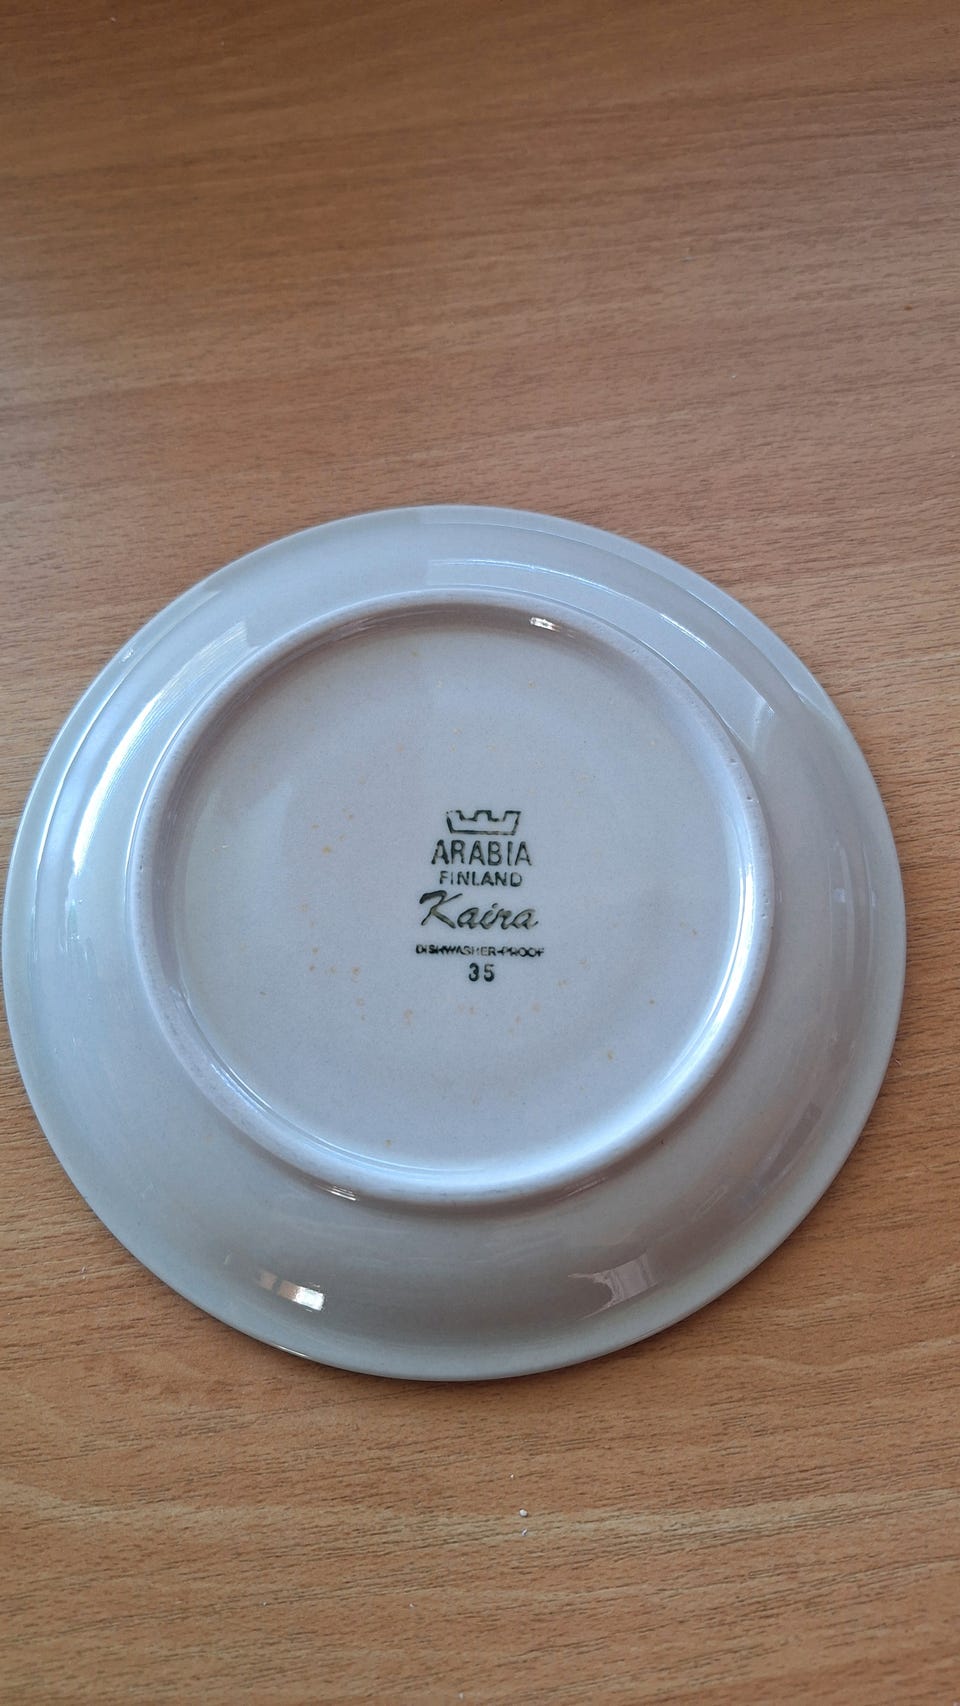 ARABIA
FINLAND
Kaira
DISHWASHER-PROOF
35